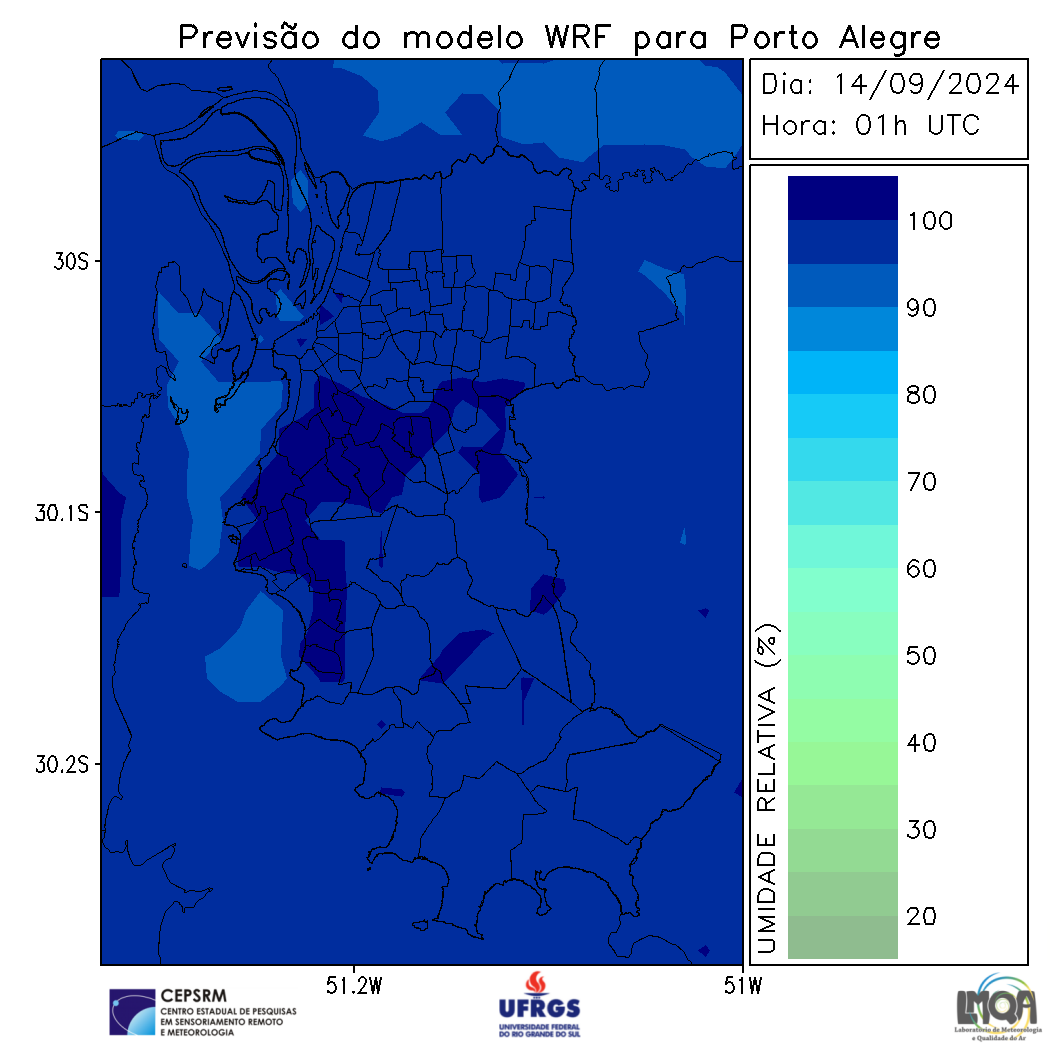 Previsão do modelo WRF para Porto Alegre
Dia: 14/09/2024
Hora: 01h UTC
100
90
80
70
60
50
40
30
20
UMIDADE RELATIVA (%)
30S
30.1S
30.2S
51.2W
51W
CEPSRM
CENTRO ESTADUAL DE PESQUISAS
EM SENSORIAMENTO REMOTO
E METEOROLOGIA
UFRGS
UNIVERSIDADE FEDERAL
DO RIO GRANDE DO SUL
LMQA
Laboratório de Meteorologia
e Qualidade do Ar